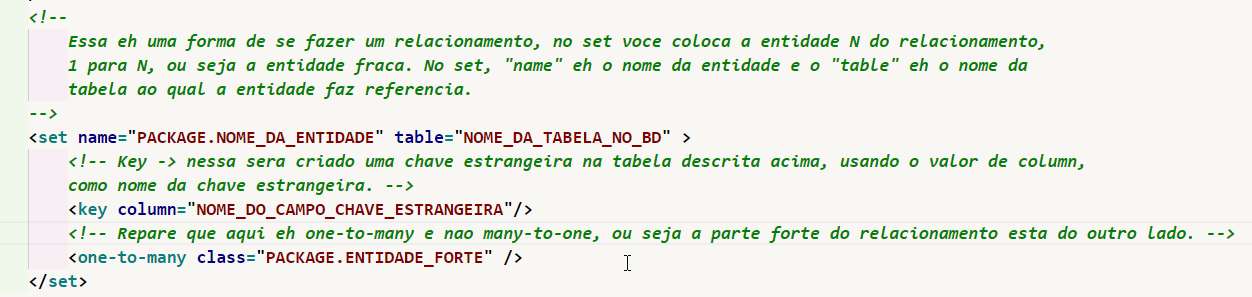 <!--
Essa eh uma forma de se fazer um relacionamento, no set voce coloca a entidade N do relacionamento,
1 para N, ou seja a entidade fraca. No set, "name" eh o nome da entidade e o "table" eh o nome da
tabela ao qual a entidade faz referencia.
-->
<set name="PACKAGE.NOME_DA_ENTIDADE" table="NOME_DA_TABELA_NO_BD" >
<!-- Key -> nessa sera criado uma chave estrangeira na tabela descrita acima, usando o valor de column,
como nome da chave estrangeira. -->
<key column="NOME_DO_CAMPO_CHAVE_ESTRANGEIRA"/>
<!-- Repare que aqui eh one-to-many e nao many-to-one, ou seja a parte forte do relacionamento esta do outro lado. -->
<one-to-many class="PACKAGE.ENTIDADE_FORTE" />
</set>